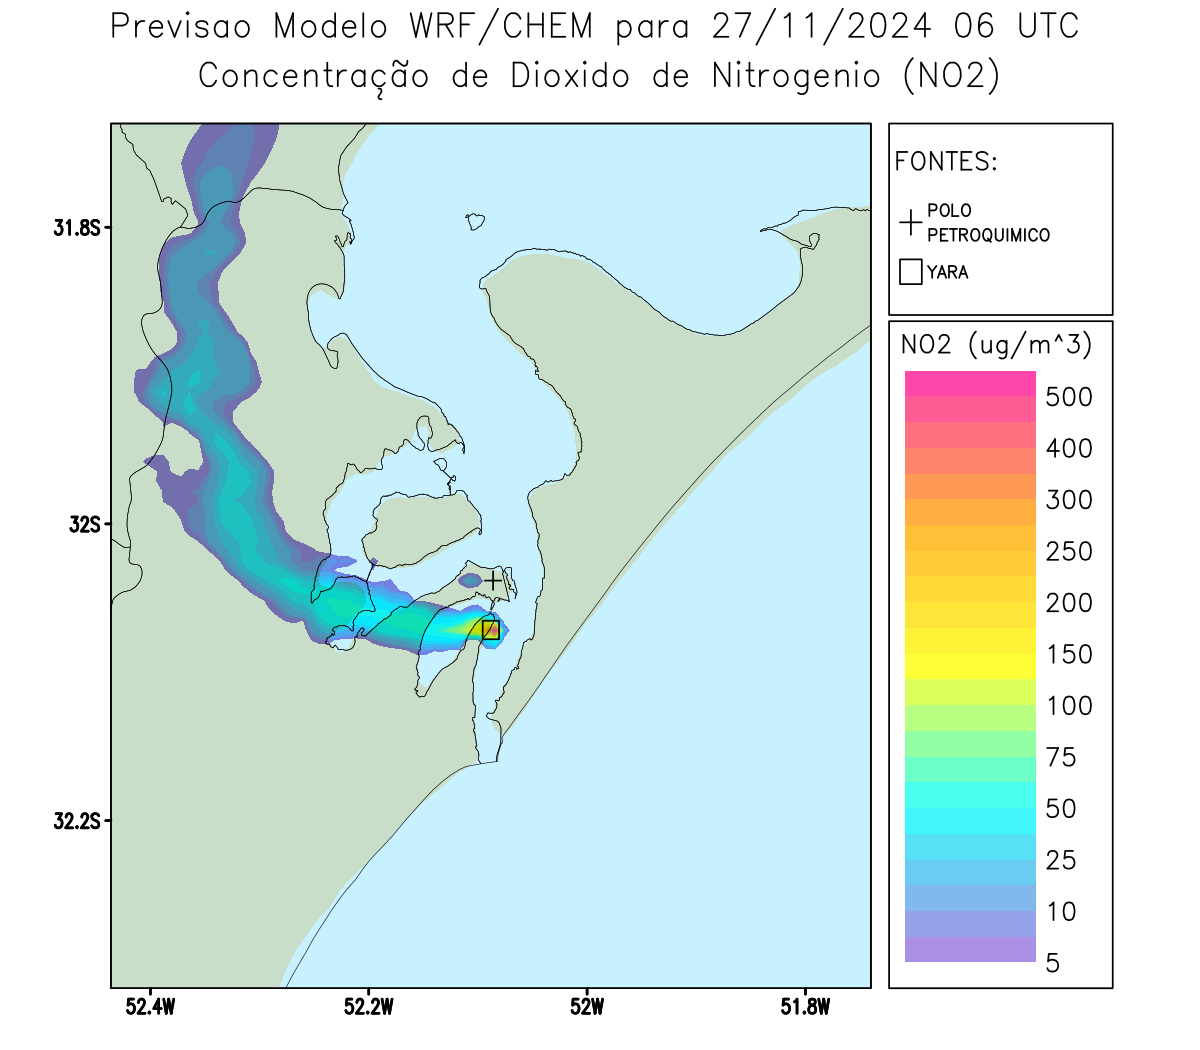 Previsao Modelo WRF/CHEM para 27/11/2024 06 UTC
Concentração de Dioxido de Nitrogenio (NO2)
FONTES:
POLO
PETROQUIMICO
YARA
NO2 (ug/m^3)
500
400
300
250
200
150
100
75
50
25
10
5
31.8S
32S
32.2S
52.4W
52.2W
52W
51.8W